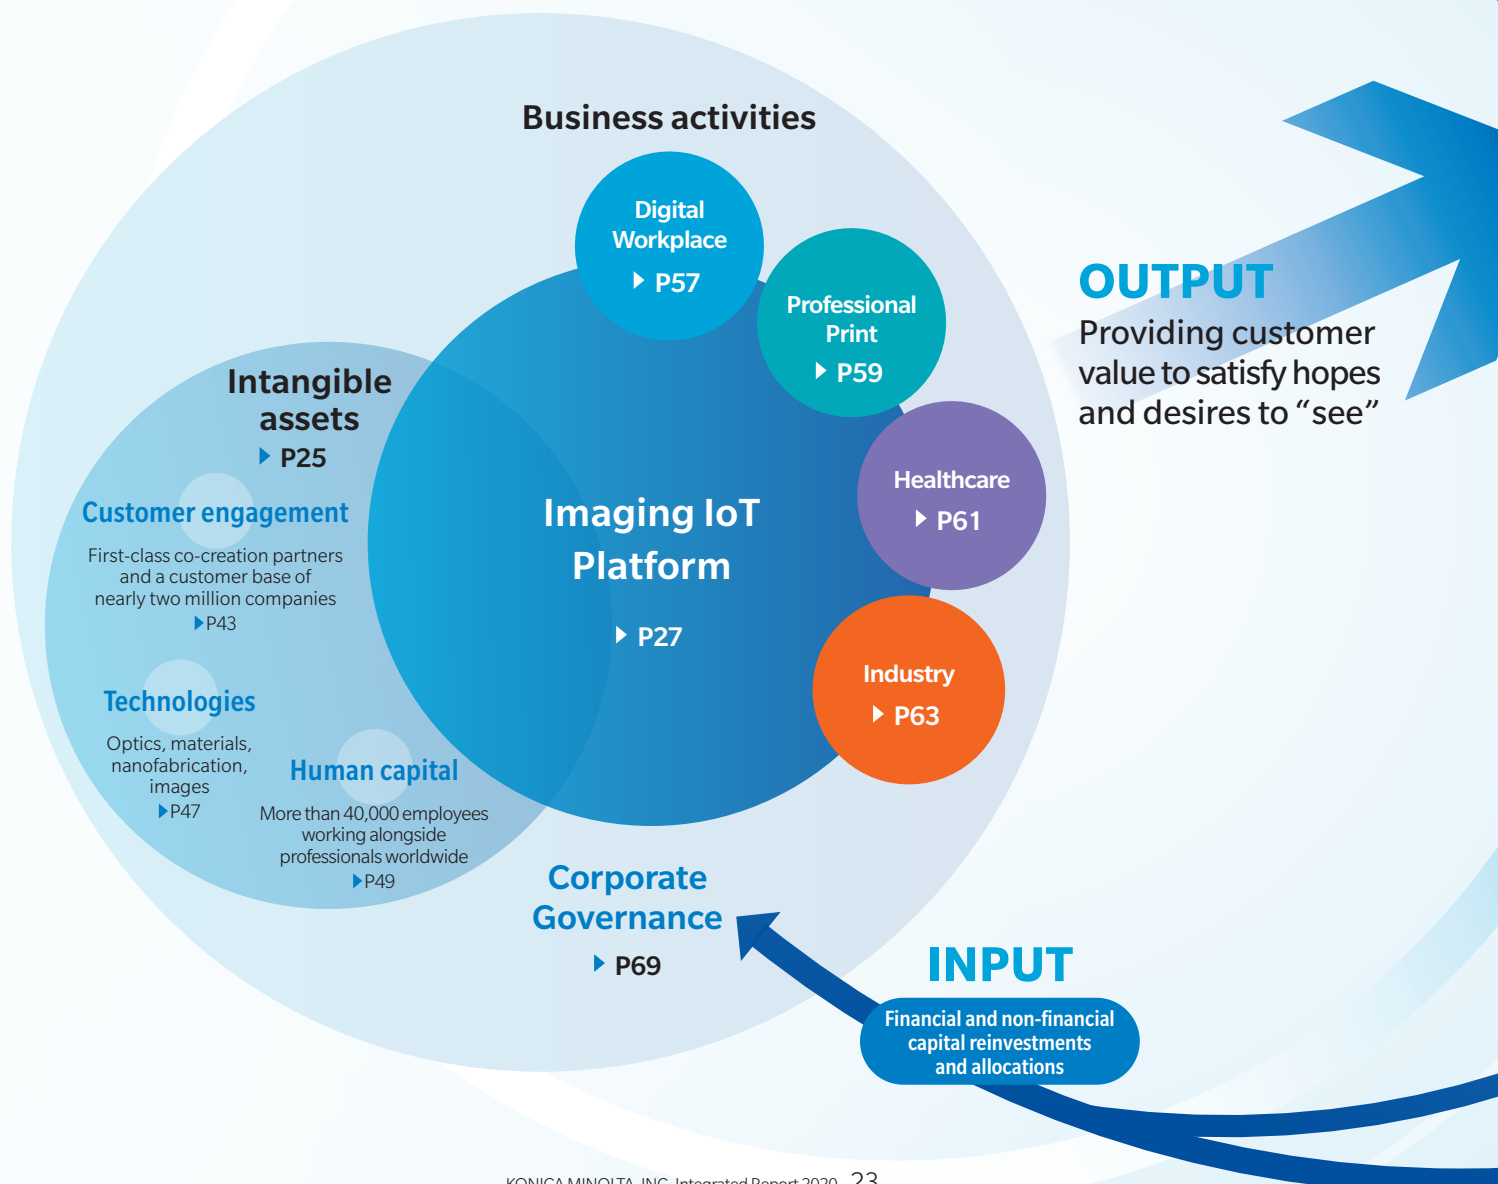 Business activities
Digital
Workplace
P57
Professional
Print
P59
Healthcare
P61
Industry
P63
Imaging IoT
Platform
P27
Intangible
assets
P25
Customer engagement
First-class co-creation partners
and a customer base of
nearly two million companies
P43
Technologies
Optics, materials,
nanofabrication,
images
P47
Human capital
More than 40,000 employees
working alongside
professionals worldwide
P49
Corporate
Governance
P69
OUTPUT
Providing customer
value to satisfy hopes
and desires to “see”
INPUT
Financial and non-financial
capital reinvestments
and allocations
KONICA MINOLTA, INC. Integrated Report 2020 23